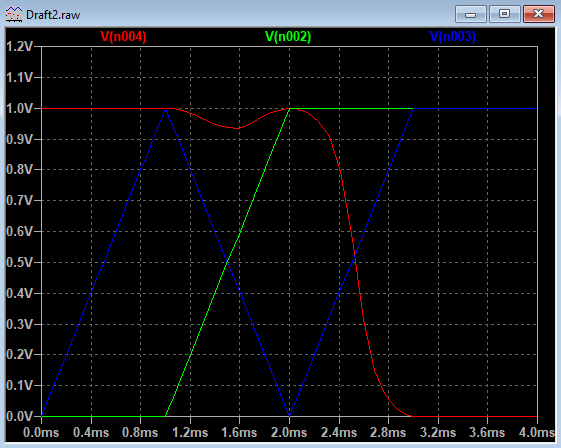 Draft2.raw
V(n004) V(n002) V(n003)
1.2V
1.1V
1.0V
0.9V
0.8V
0.7V
0.6V
0.5V
0.4V
0.3V
0.2V
0.1V
0.0V
0.0ms 0.4ms 0.8ms 1.2ms 1.6ms 2.0ms 2.4ms 2.8ms 3.2ms 3.6ms 4.0ms